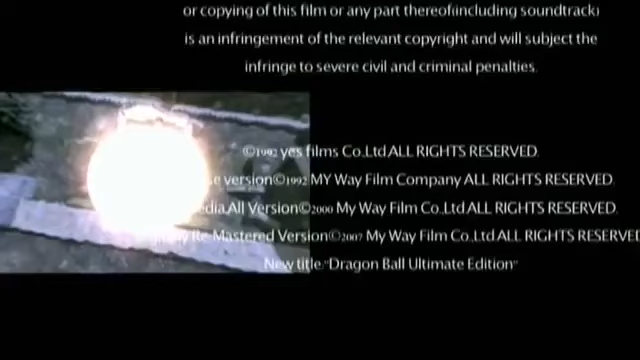 or copying of this film or any part thereof(including soundtrack)
is an infringement of the relevant copyright and will subject the
infringe to severe civil and criminal penalties.
©1992 yes films Co.,Ltd.ALL RIGHTS RESERVED.
version©1992 MY Way Film Company ALL RIGHTS RESERVED.
All Version©2000 My Way Film Co.,Ltd.ALL RIGHTS RESERVED.
Re-Mastered Version©2007 My Way Film Co.,Ltd.ALL RIGHTS RESERVED
New title:"Dragon Ball Ultimate Edition"